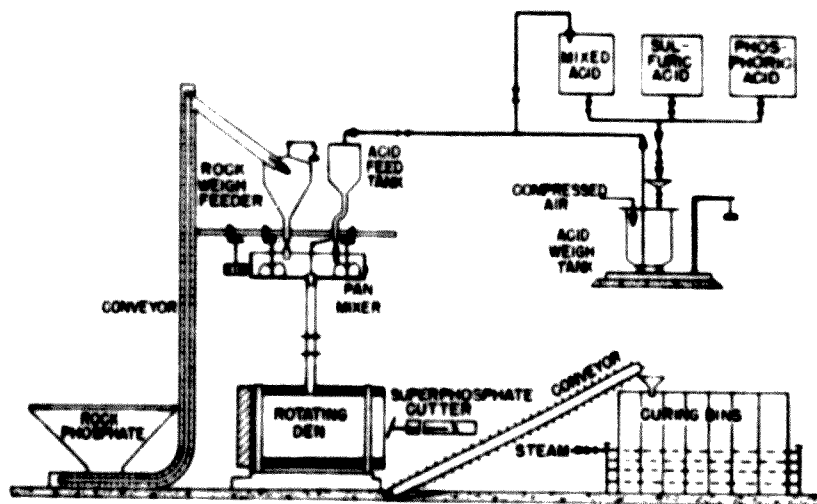 MIXED
ACID
SUL-
FURIC
ACID
PHOS-
PHORIC
ACID
ROCK
WEIGH
FEEDER
ACID
FEED
TANK
COMPRESSED
AIR
ACID
WEIGH
TANK
PAN
MIXER
CONVEYOR
ROCK
PHOSPHATE
ROTATING
DEN
SUPERPHOSPHATE
CUTTER
CONVEYOR
CURING BINS
STEAM